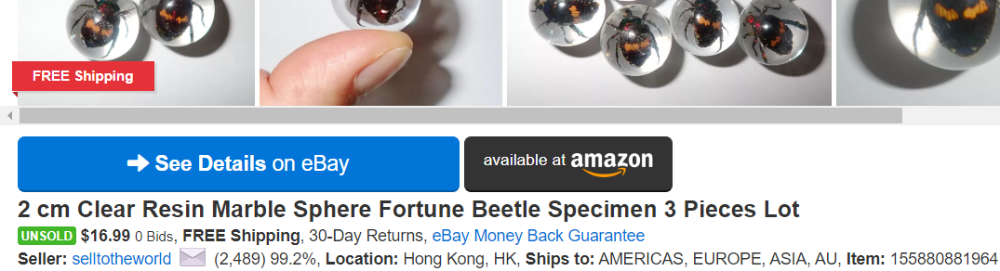 FREE Shipping
See Details on eBay
available at amazon
2 cm Clear Resin Marble Sphere Fortune Beetle Specimen 3 Pieces Lot
UNSOLD $16.99 0 Bids, FREE Shipping, 30-Day Returns, eBay Money Back Guarantee
Seller: selltotheworld (2,489) 99.2%, Location: Hong Kong, HK, Ships to: AMERICAS, EUROPE, ASIA, AU, Item: 155880881964